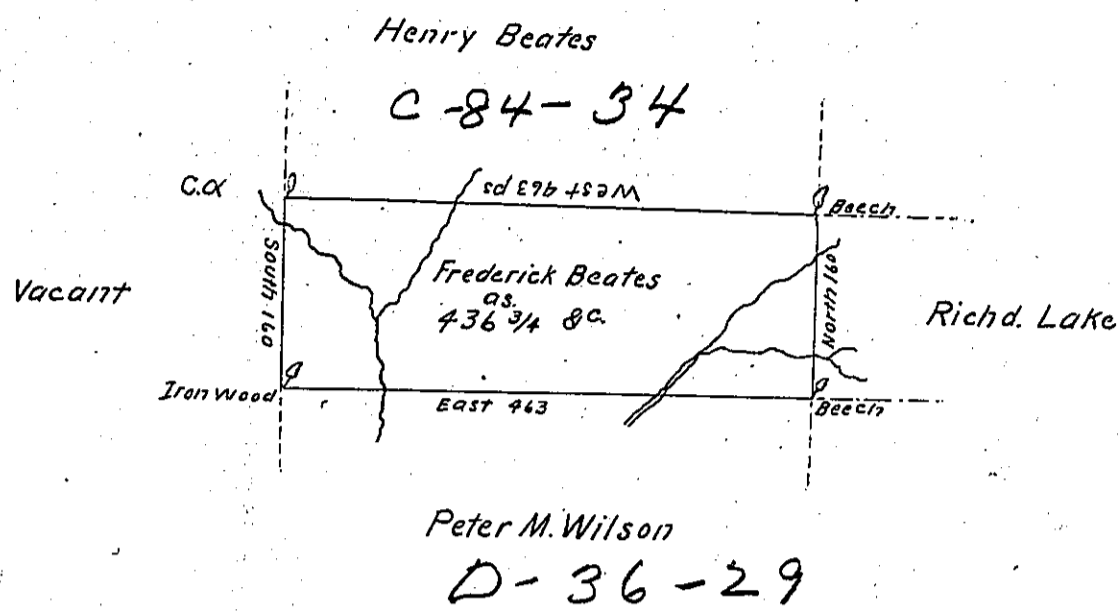 Henry Beates
C-84-34
C.α
West 463 ps
Beech
South 160
Frederick Beates
as.
436 3/4 &c.
North 160
Vacant
Richd. Lake
Iron Wood
East 463
Beech
Peter M. Wilson
D-36-29